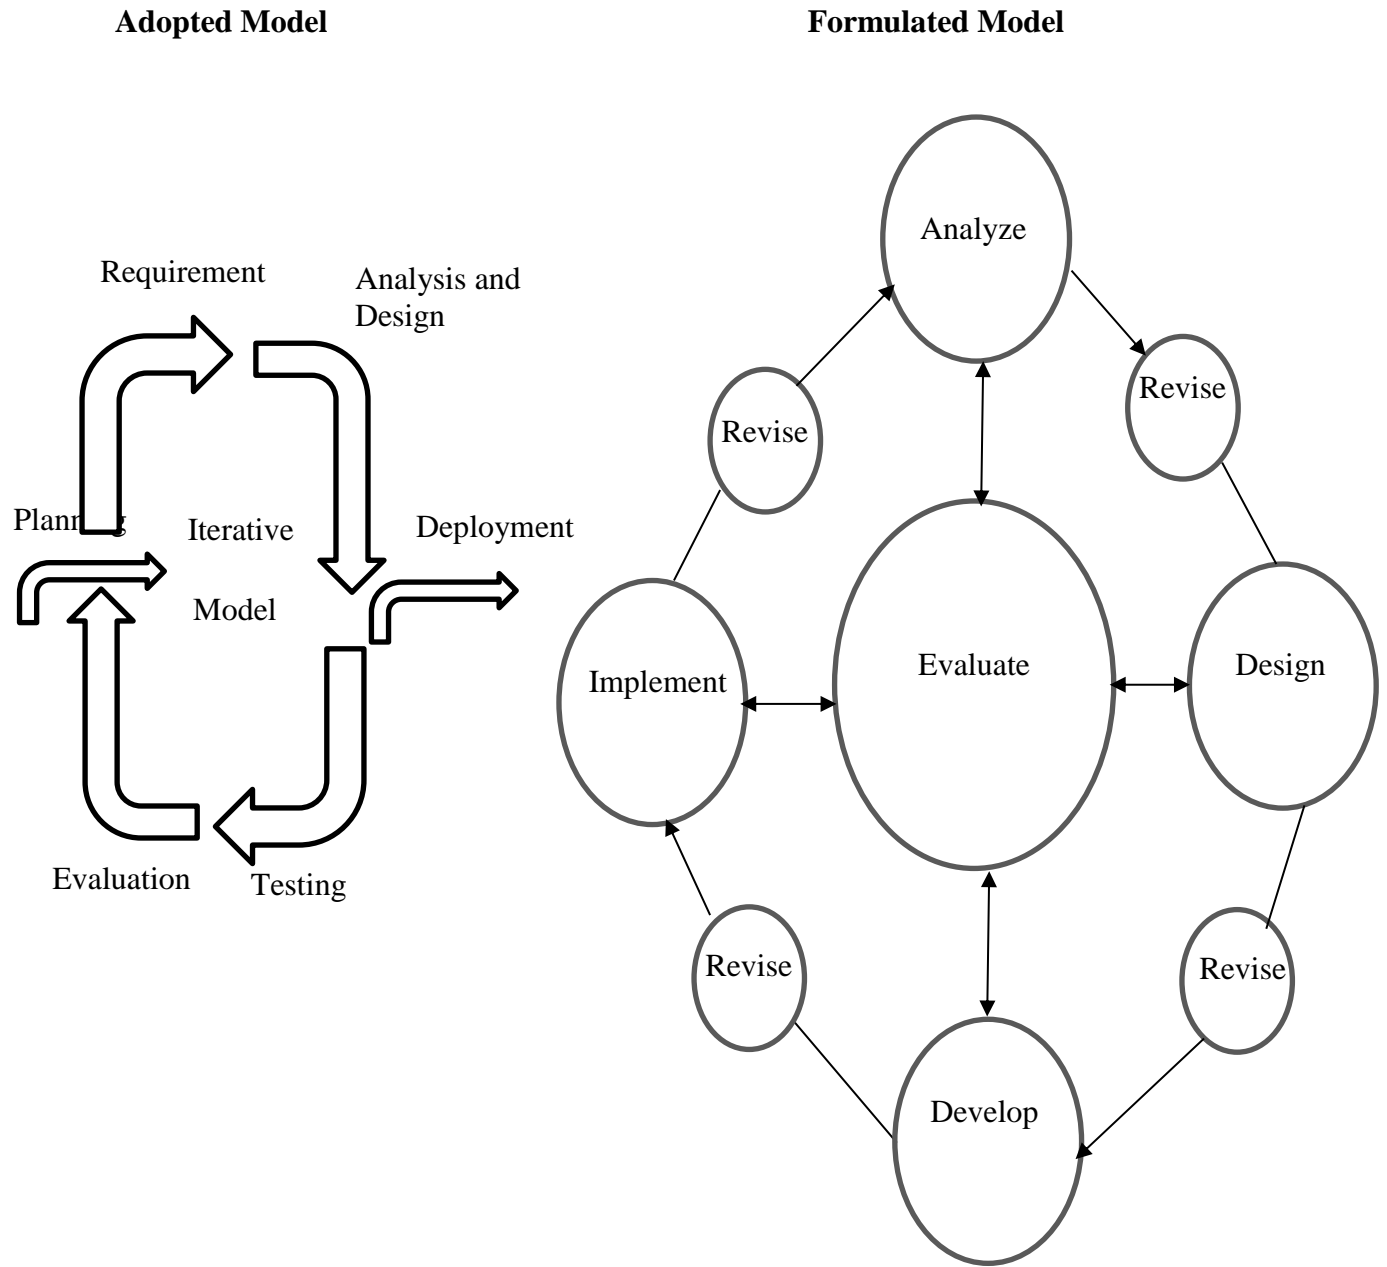 Adopted Model
Formulated Model
Requirement
Analysis and
Design
Iterative
Model
Deployment
Evaluation
Testing
Analyze
Revise
Revise
Implement
Evaluate
Design
Revise
Revise
Develop